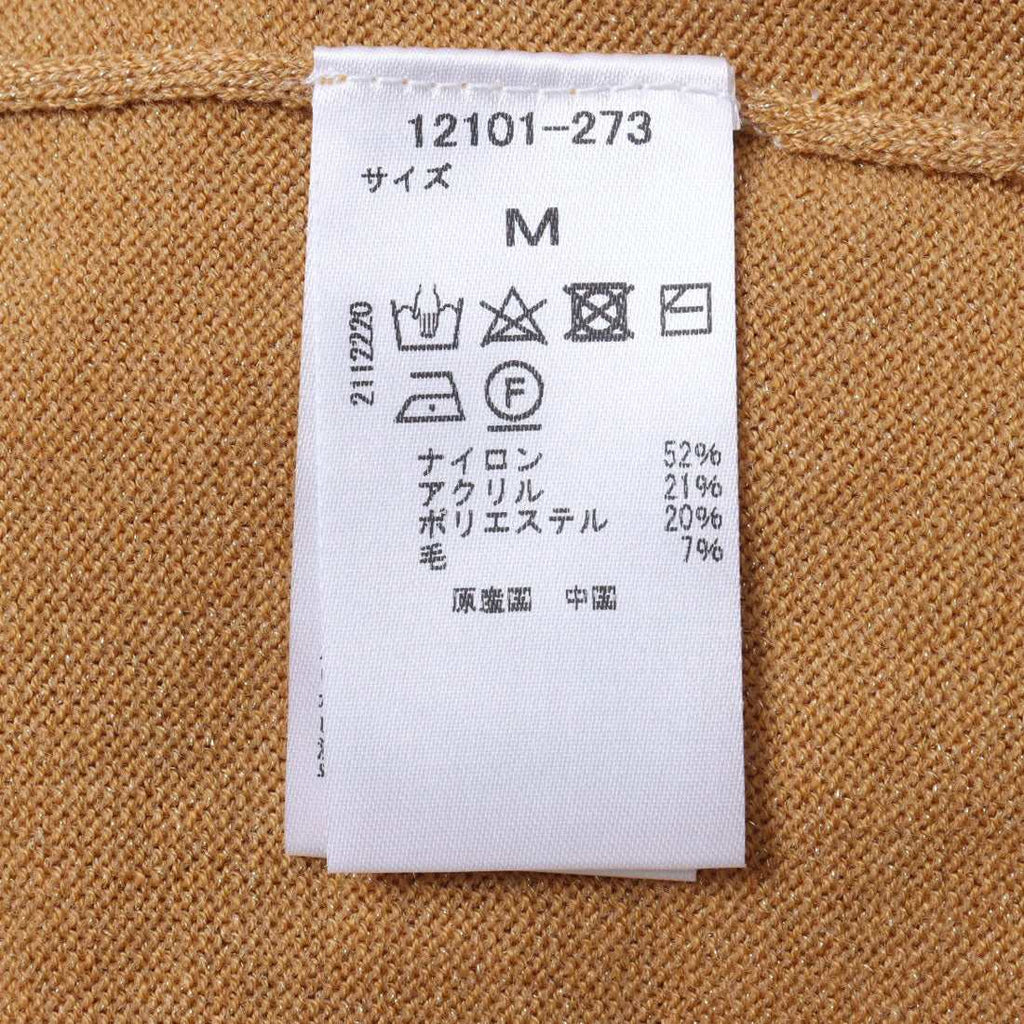 12101-273
サイズ
M
2112220
F
ナイロン 52%
アクリル 21%
ポリエステル 20%
毛 7%
原産国 中国